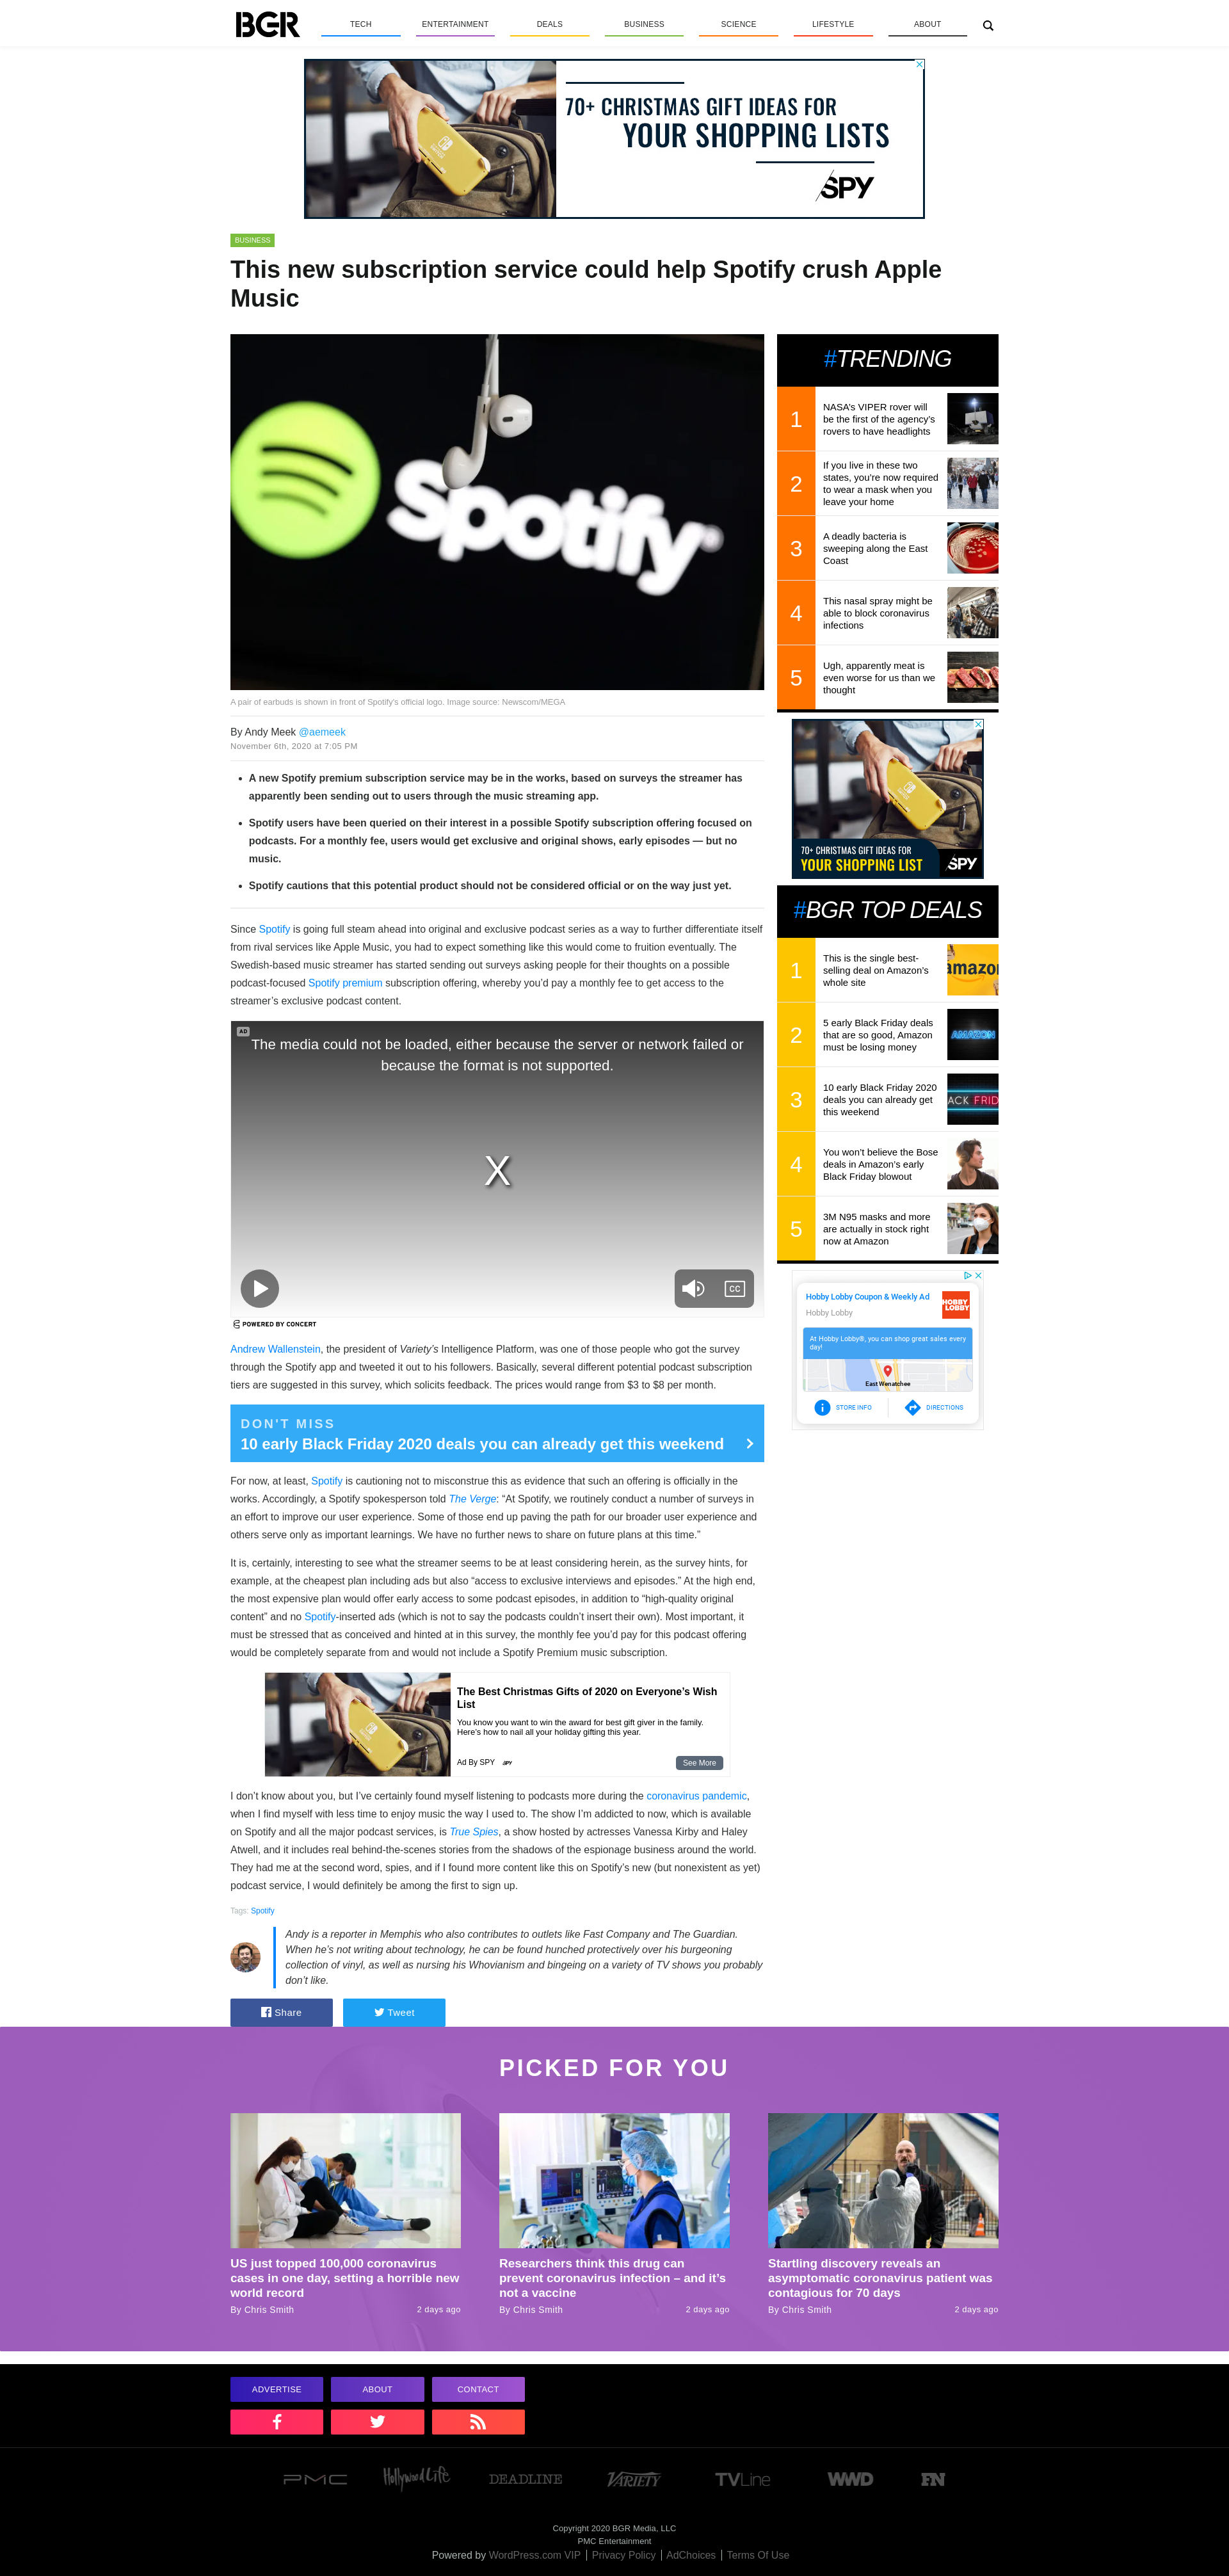 BGR
TECH
ENTERTAINMENT
DEALS
BUSINESS
SCIENCE
LIFESTYLE
ABOUT
70+ CHRISTMAS GIFT IDEAS FOR
YOUR SHOPPING LISTS
SPY
BUSINESS
This new subscription service could help Spotify crush Apple
Music
Spotify
A pair of earbuds is shown in front of Spotify's official logo. Image source: Newscom/MEGA
By Andy Meek @aemeek
November 6th, 2020 at 7:05 PM
• A new Spotify premium subscription service may be in the works, based on surveys the streamer has
apparently been sending out to users through the music streaming app.
• Spotify users have been queried on their interest in a possible Spotify subscription offering focused on
podcasts. For a monthly fee, users would get exclusive and original shows, early episodes — but no
music.
• Spotify cautions that this potential product should not be considered official or on the way just yet.
Since Spotify is going full steam ahead into original and exclusive podcast series as a way to further differentiate itself
from rival services like Apple Music, you had to expect something like this would come to fruition eventually. The
Swedish-based music streamer has started sending out surveys asking people for their thoughts on a possible
podcast-focused Spotify premium subscription offering, whereby you'd pay a monthly fee to get access to the
streamer's exclusive podcast content.
AD
The media could not be loaded, either because the server or network failed or
because the format is not supported.
X
CC
POWERED BY CONCERT
Andrew Wallenstein, the president of Variety's Intelligence Platform, was one of those people who got the survey
through the Spotify app and tweeted it out to his followers. Basically, several different potential podcast subscription
tiers are suggested in this survey, which solicits feedback. The prices would range from $3 to $8 per month.
DON'T MISS
10 early Black Friday 2020 deals you can already get this weekend
For now, at least, Spotify is cautioning not to misconstrue this as evidence that such an offering is officially in the
works. Accordingly, a Spotify spokesperson told The Verge: “At Spotify, we routinely conduct a number of surveys in
an effort to improve our user experience. Some of those end up paving the path for our broader user experience and
others serve only as important learnings. We have no further news to share on future plans at this time.”
It is, certainly, interesting to see what the streamer seems to be at least considering herein, as the survey hints, for
example, at the cheapest plan including ads but also “access to exclusive interviews and episodes.” At the high end,
the most expensive plan would offer early access to some podcast episodes, in addition to “high-quality original
content” and no Spotify-inserted ads (which is not to say the podcasts couldn't insert their own). Most important, it
must be stressed that as conceived and hinted at in this survey, the monthly fee you'd pay for this podcast offering
would be completely separate from and would not include a Spotify Premium music subscription.
The Best Christmas Gifts of 2020 on Everyone's Wish
List
You know you want to win the award for best gift giver in the family.
Here's how to nail all your holiday gifting this year.
Ad By SPY
SPY
See More
I don't know about you, but I've certainly found myself listening to podcasts more during the coronavirus pandemic,
when I find myself with less time to enjoy music the way I used to. The show I'm addicted to now, which is available
on Spotify and all the major podcast services, is True Spies, a show hosted by actresses Vanessa Kirby and Haley
Atwell, and it includes real behind-the-scenes stories from the shadows of the espionage business around the world.
They had me at the second word, spies, and if I found more content like this on Spotify's new (but nonexistent as yet)
podcast service, I would definitely be among the first to sign up.
Tags: Spotify
Andy is a reporter in Memphis who also contributes to outlets like Fast Company and The Guardian.
When he's not writing about technology, he can be found hunched protectively over his burgeoning
collection of vinyl, as well as nursing his Whovianism and bingeing on a variety of TV shows you probably
don't like.
Share
Tweet
#TRENDING
1
NASA's VIPER rover will
be the first of the agency's
rovers to have headlights
2
If you live in these two
states, you're now required
to wear a mask when you
leave your home
3
A deadly bacteria is
sweeping along the East
Coast
4
This nasal spray might be
able to block coronavirus
infections
5
Ugh, apparently meat is
even worse for us than we
thought
70+ CHRISTMAS GIFT IDEAS FOR
YOUR SHOPPING LIST
SPY
#BGR TOP DEALS
1
This is the single best-
selling deal on Amazon's
whole site
amazon
2
5 early Black Friday deals
that are so good, Amazon
must be losing money
AMAZON
3
10 early Black Friday 2020
deals you can already get
this weekend
ACK FRID
4
You won't believe the Bose
deals in Amazon's early
Black Friday blowout
5
3M N95 masks and more
are actually in stock right
now at Amazon
Hobby Lobby Coupon & Weekly Ad
Hobby Lobby
HOBBY
LOBBY
At Hobby Lobby®, you can shop great sales every
day!
East Wenatchee
STORE INFO
DIRECTIONS
PICKED FOR YOU
US just topped 100,000 coronavirus
cases in one day, setting a horrible new
world record
By Chris Smith
2 days ago
Researchers think this drug can
prevent coronavirus infection – and it's
not a vaccine
By Chris Smith
2 days ago
Startling discovery reveals an
asymptomatic coronavirus patient was
contagious for 70 days
By Chris Smith
2 days ago
ADVERTISE
ABOUT
CONTACT
PMC
HollywoodLife
DEADLINE
VARIETY
TVLine
WWD
FN
Copyright 2020 BGR Media, LLC
PMC Entertainment
Powered by WordPress.com VIP | Privacy Policy | AdChoices | Terms Of Use